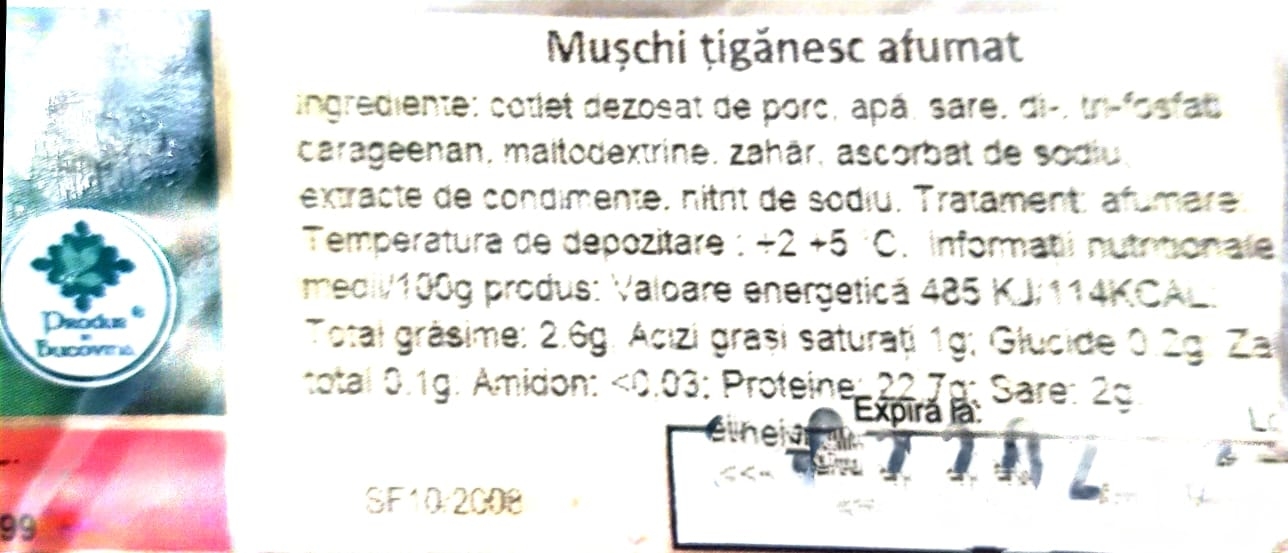 Mușchi țigănesc afumat
Ingrediente: cotlet dezosat de porc, apă, sare, di-, tri-fosfați
carageenan, maltodextrine, zahăr, ascorbat de sodiu,
extracte de condimente, nitrit de sodiu. Tratament: afumare.
Temperatura de depozitare : +2 +5 °C. Informații nutriționale
medii/100g produs: Valoare energetică 485 KJ/114KCAL.
Total grăsime: 2.6g. Acizi grași saturați 1g; Glucide 0.2g Za
total 0.1g. Amidon: <0.03; Proteine: 22.7g; Sare: 2g.
Expiră la:
SF10/2008
Produs
Bucovina
99